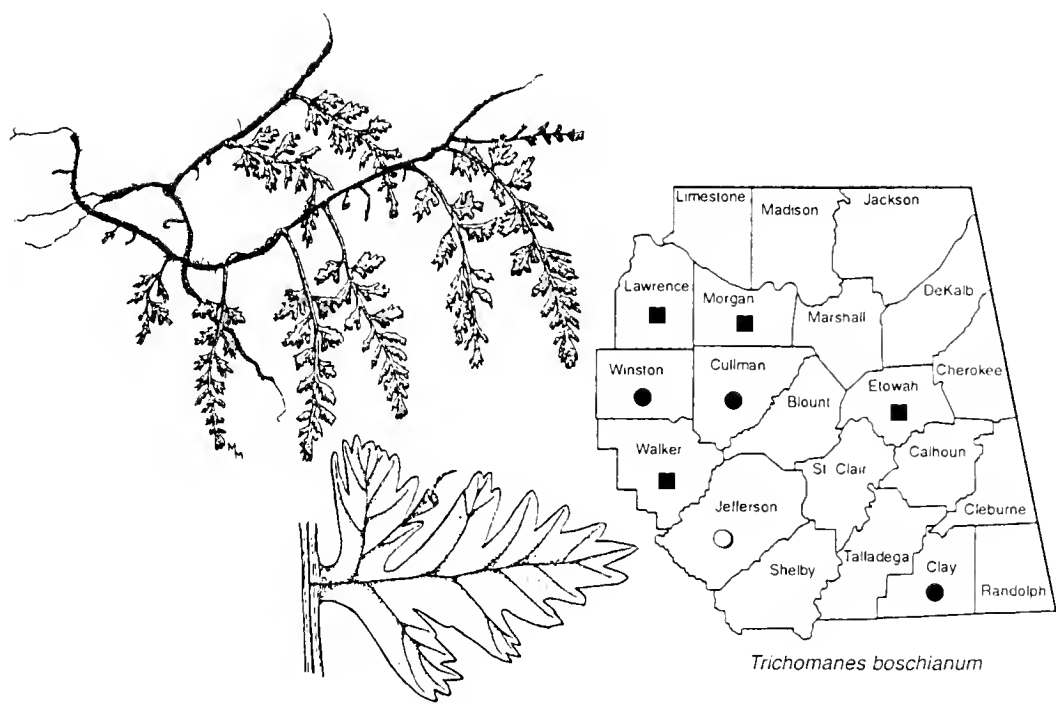 Limestone
Madison
Jackson
Lawrence
Morgan
Marshall
DeKalb
Winston
Cullman
Blount
Etowah
Cherokee
Walker
St. Clair
Calhoun
Jefferson
Cleburne
Shelby
Talladega
Clay
Randolph
Trichomanes boschianum